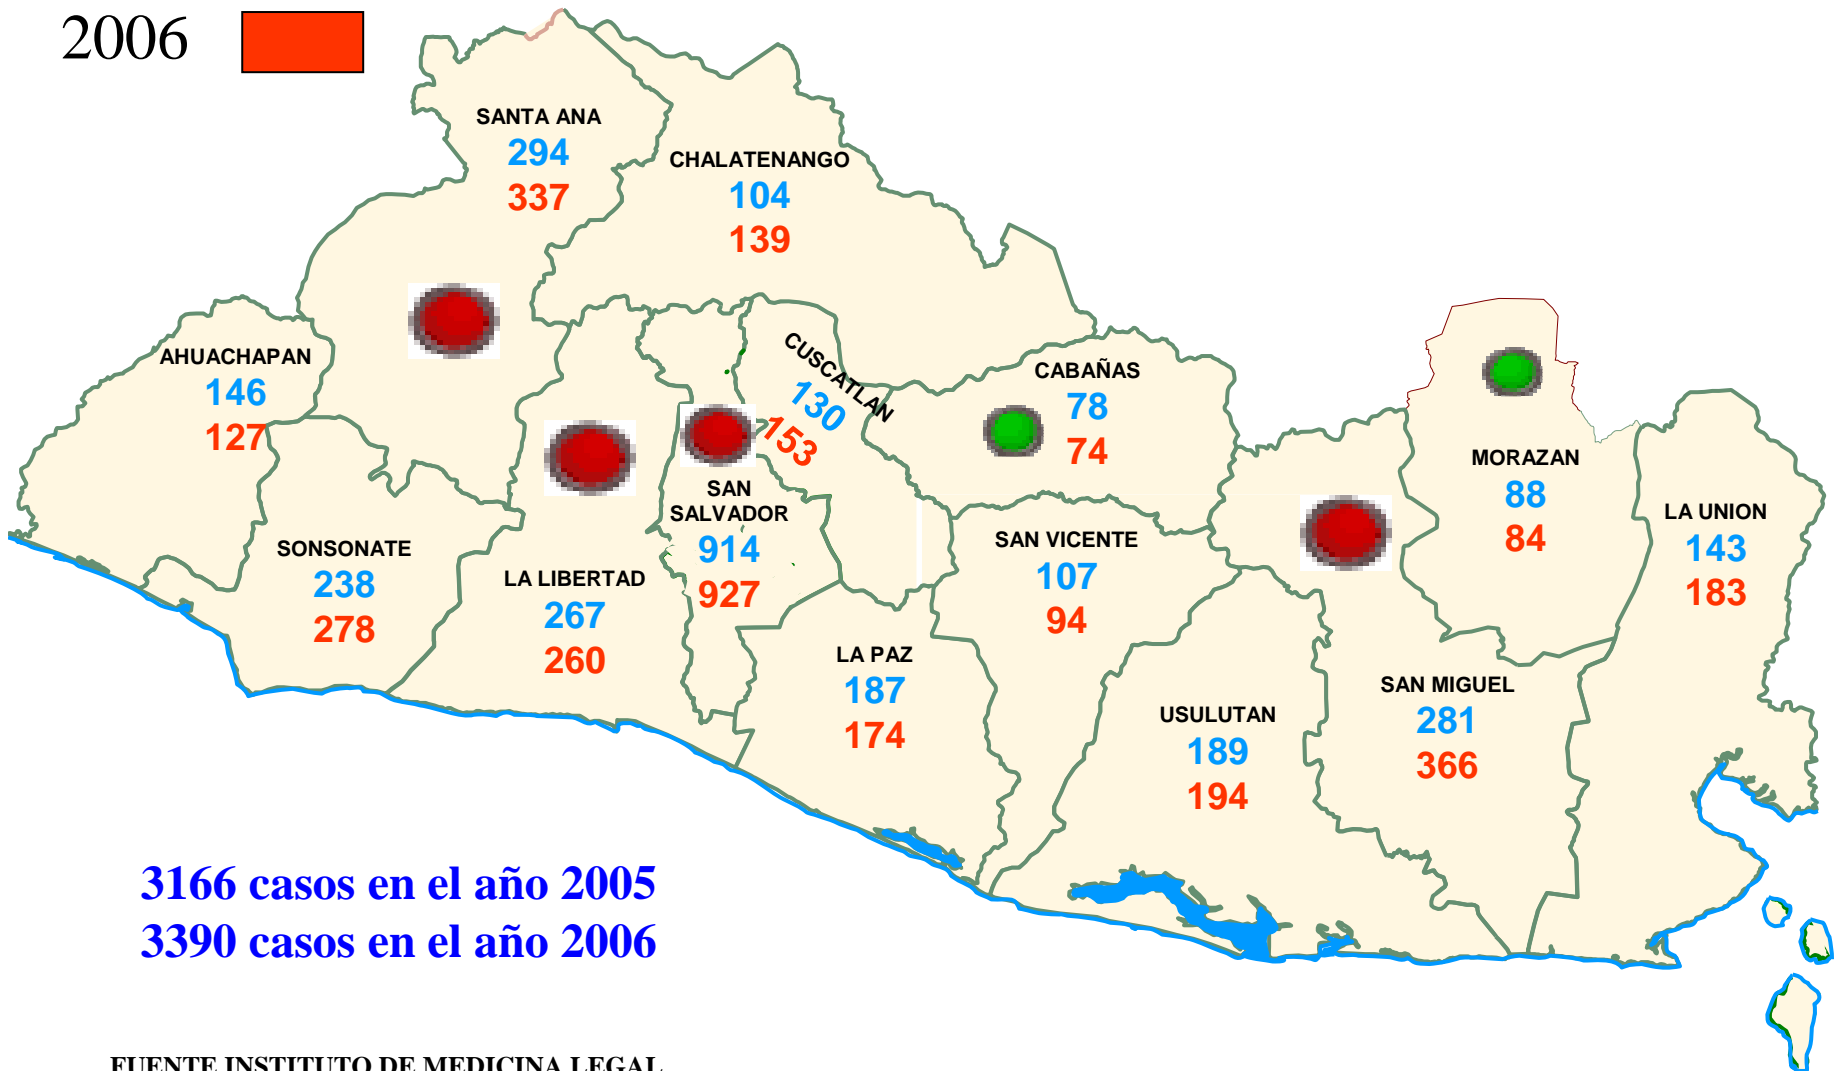 2006
SANTA ANA
294
337
CHALATENANGO
104
139
AHUACHAPAN
146
127
CUSCATLAN
130
153
CABAÑAS
78
74
MORAZAN
88
84
SAN
SALVADOR
914
927
LA UNION
143
183
SONSONATE
238
278
LA LIBERTAD
267
260
SAN VICENTE
107
94
LA PAZ
187
174
SAN MIGUEL
281
366
USULUTAN
189
194
3166 casos en el año 2005
3390 casos en el año 2006
FUENTE INSTITUTO DE MEDICINA LEGAL